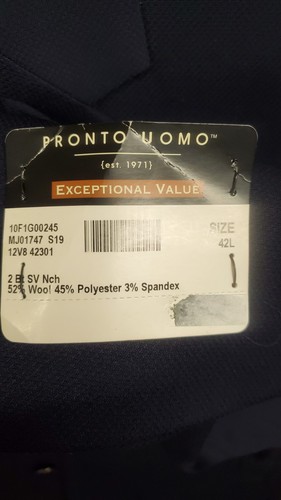 PRONTO UOMO™
{est. 1971}
EXCEPTIONAL VALUE
10F1G00245
MJ01747 S19
12V8 42301
SIZE
42L
2 Bt SV Nch
52% Wool 45% Polyester 3% Spandex